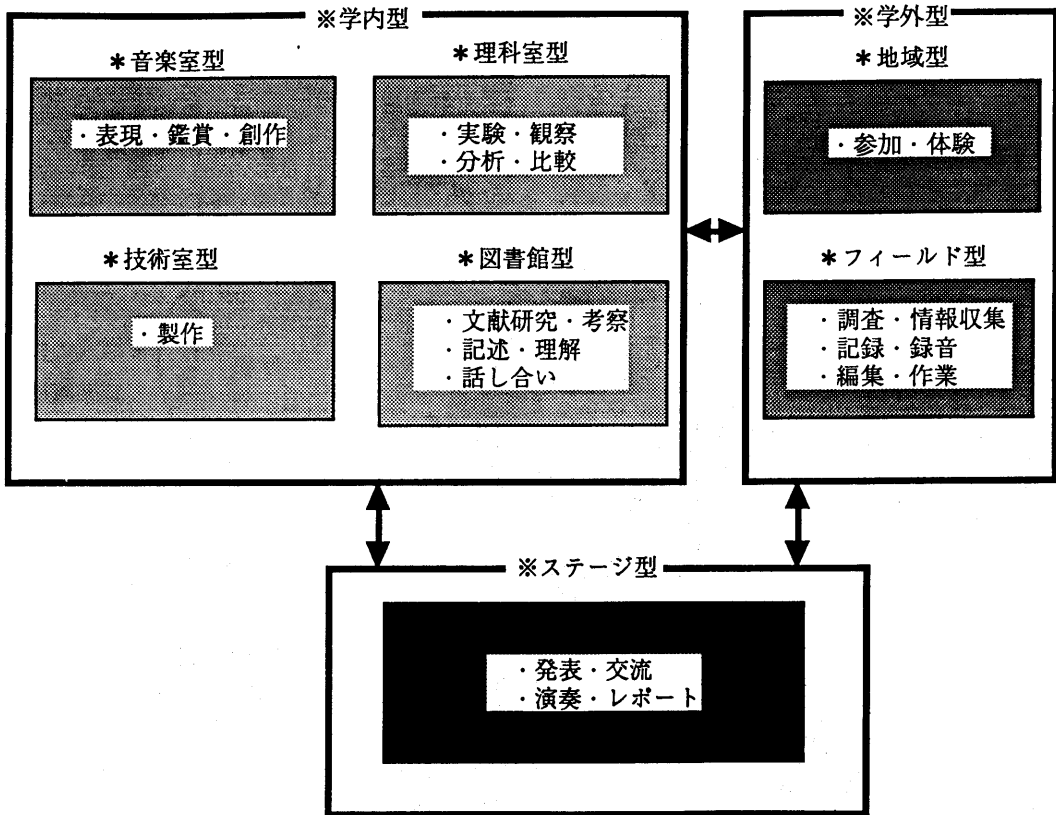 ※学内型
＊音楽室型
・表現・鑑賞・創作
＊理科室型
・実験・観察
・分析・比較
＊技術室型
・製作
＊図書館型
・文献研究・考察
・記述・理解
・話し合い
※学外型
＊地域型
・参加・体験
＊フィールド型
・調査・情報収集
・記録・録音
・編集・作業
※ステージ型
・発表・交流
・演奏・レポート